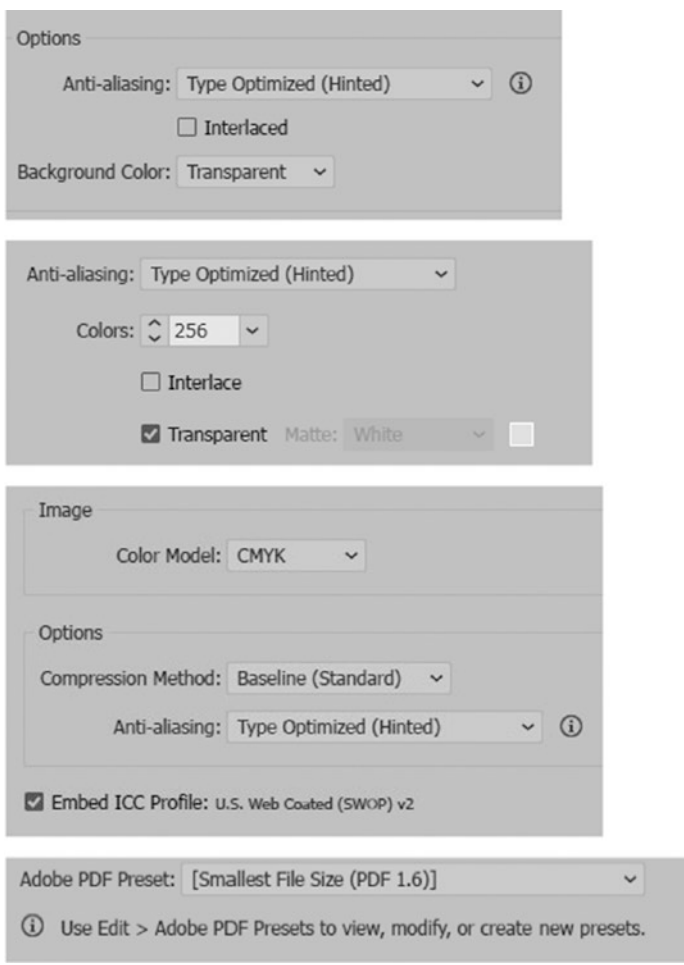 Options
Anti-aliasing: Type Optimized (Hinted)
Interlaced
Background Color: Transparent
Anti-aliasing: Type Optimized (Hinted)
Colors: 256
Interlace
Transparent Matte: White
Image
Color Model: CMYK
Options
Compression Method: Baseline (Standard)
Anti-aliasing: Type Optimized (Hinted)
Embed ICC Profile: U.S. Web Coated (SWOP) v2
Adobe PDF Preset: [Smallest File Size (PDF 1.6)]
Use Edit > Adobe PDF Presets to view, modify, or create new presets.